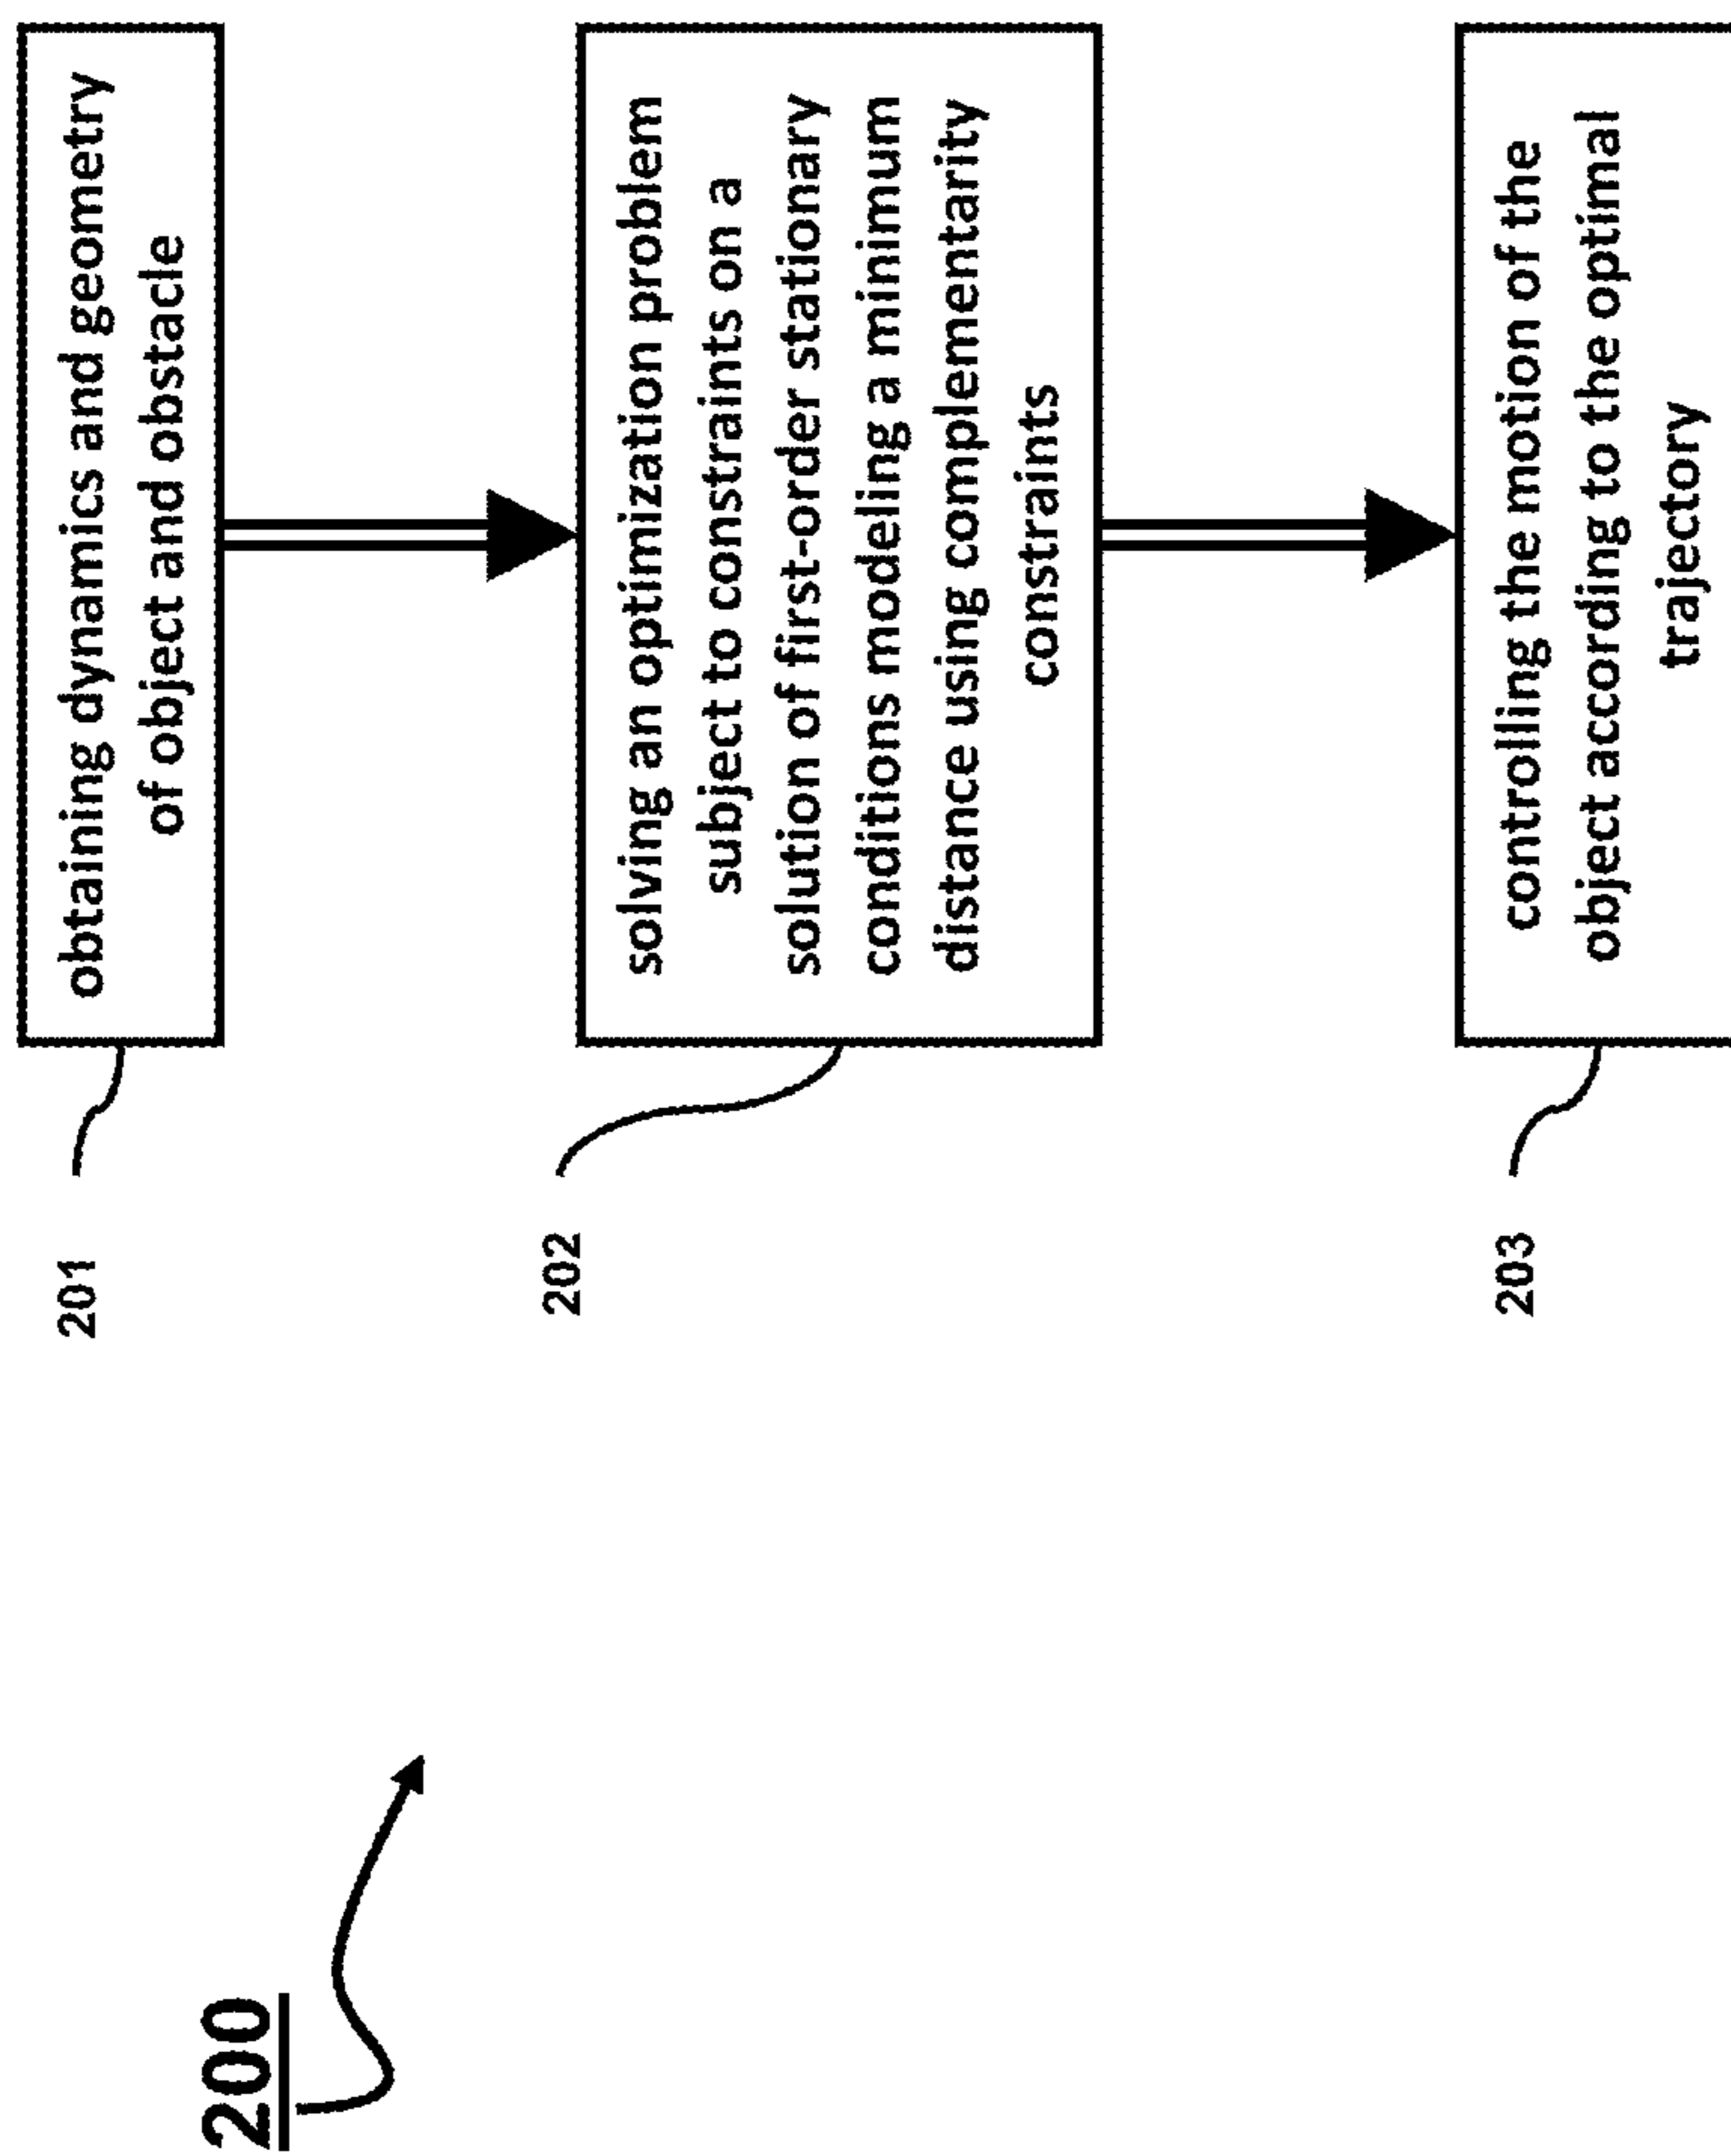 200
201
obtaining dynamics and geometry
of object and obstacle
202
solving an optimization problem
subject to constraints on a
solution of first-order stationary
conditions modeling a minimum
distance using complementarity
constraints
203
controlling the motion of the
object according to the optimal
trajectory